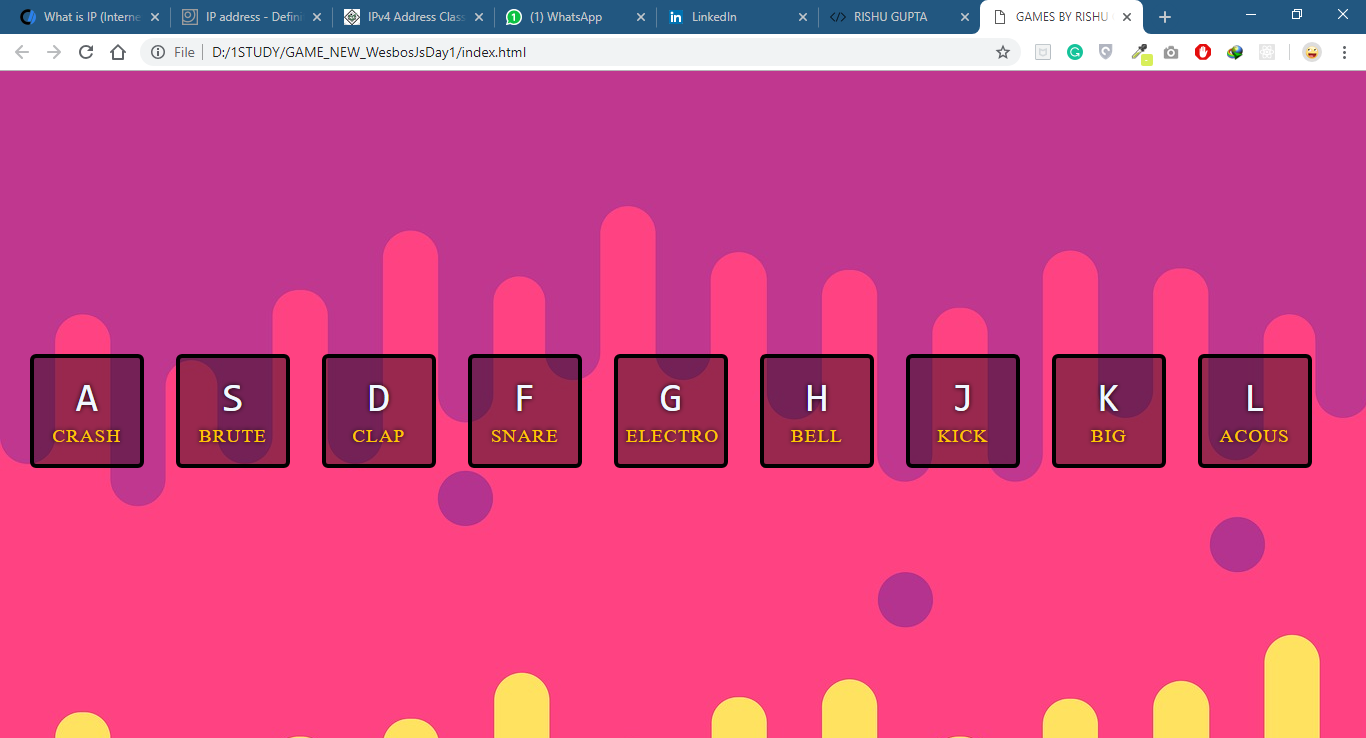 What is IP (Interne
IP address - Defini
IPv4 Address Class
(1) WhatsApp
LinkedIn
RISHU GUPTA
GAMES BY RISHU
File
D:/1STUDY/GAME_NEW_WesbosJsDay1/index.html
A
CRASH
S
BRUTE
D
CLAP
F
SNARE
G
ELECTRO
H
BELL
J
KICK
K
BIG
L
ACOUS